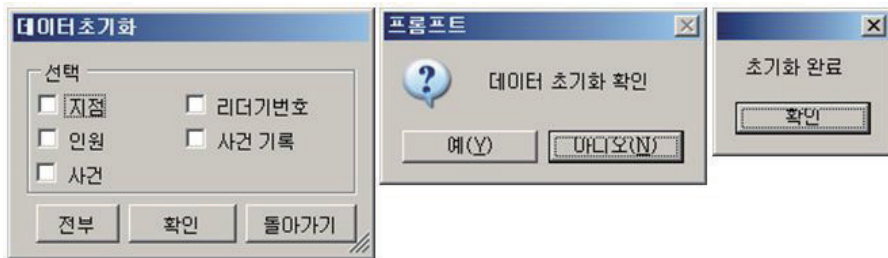 데이터초기화
선택
지점
리더기번호
인원
사건 기록
사건
전부
확인
돌아가기
프롬프트
데이터 초기화 확인
예(Y)
아니오(N)
초기화 완료
확인